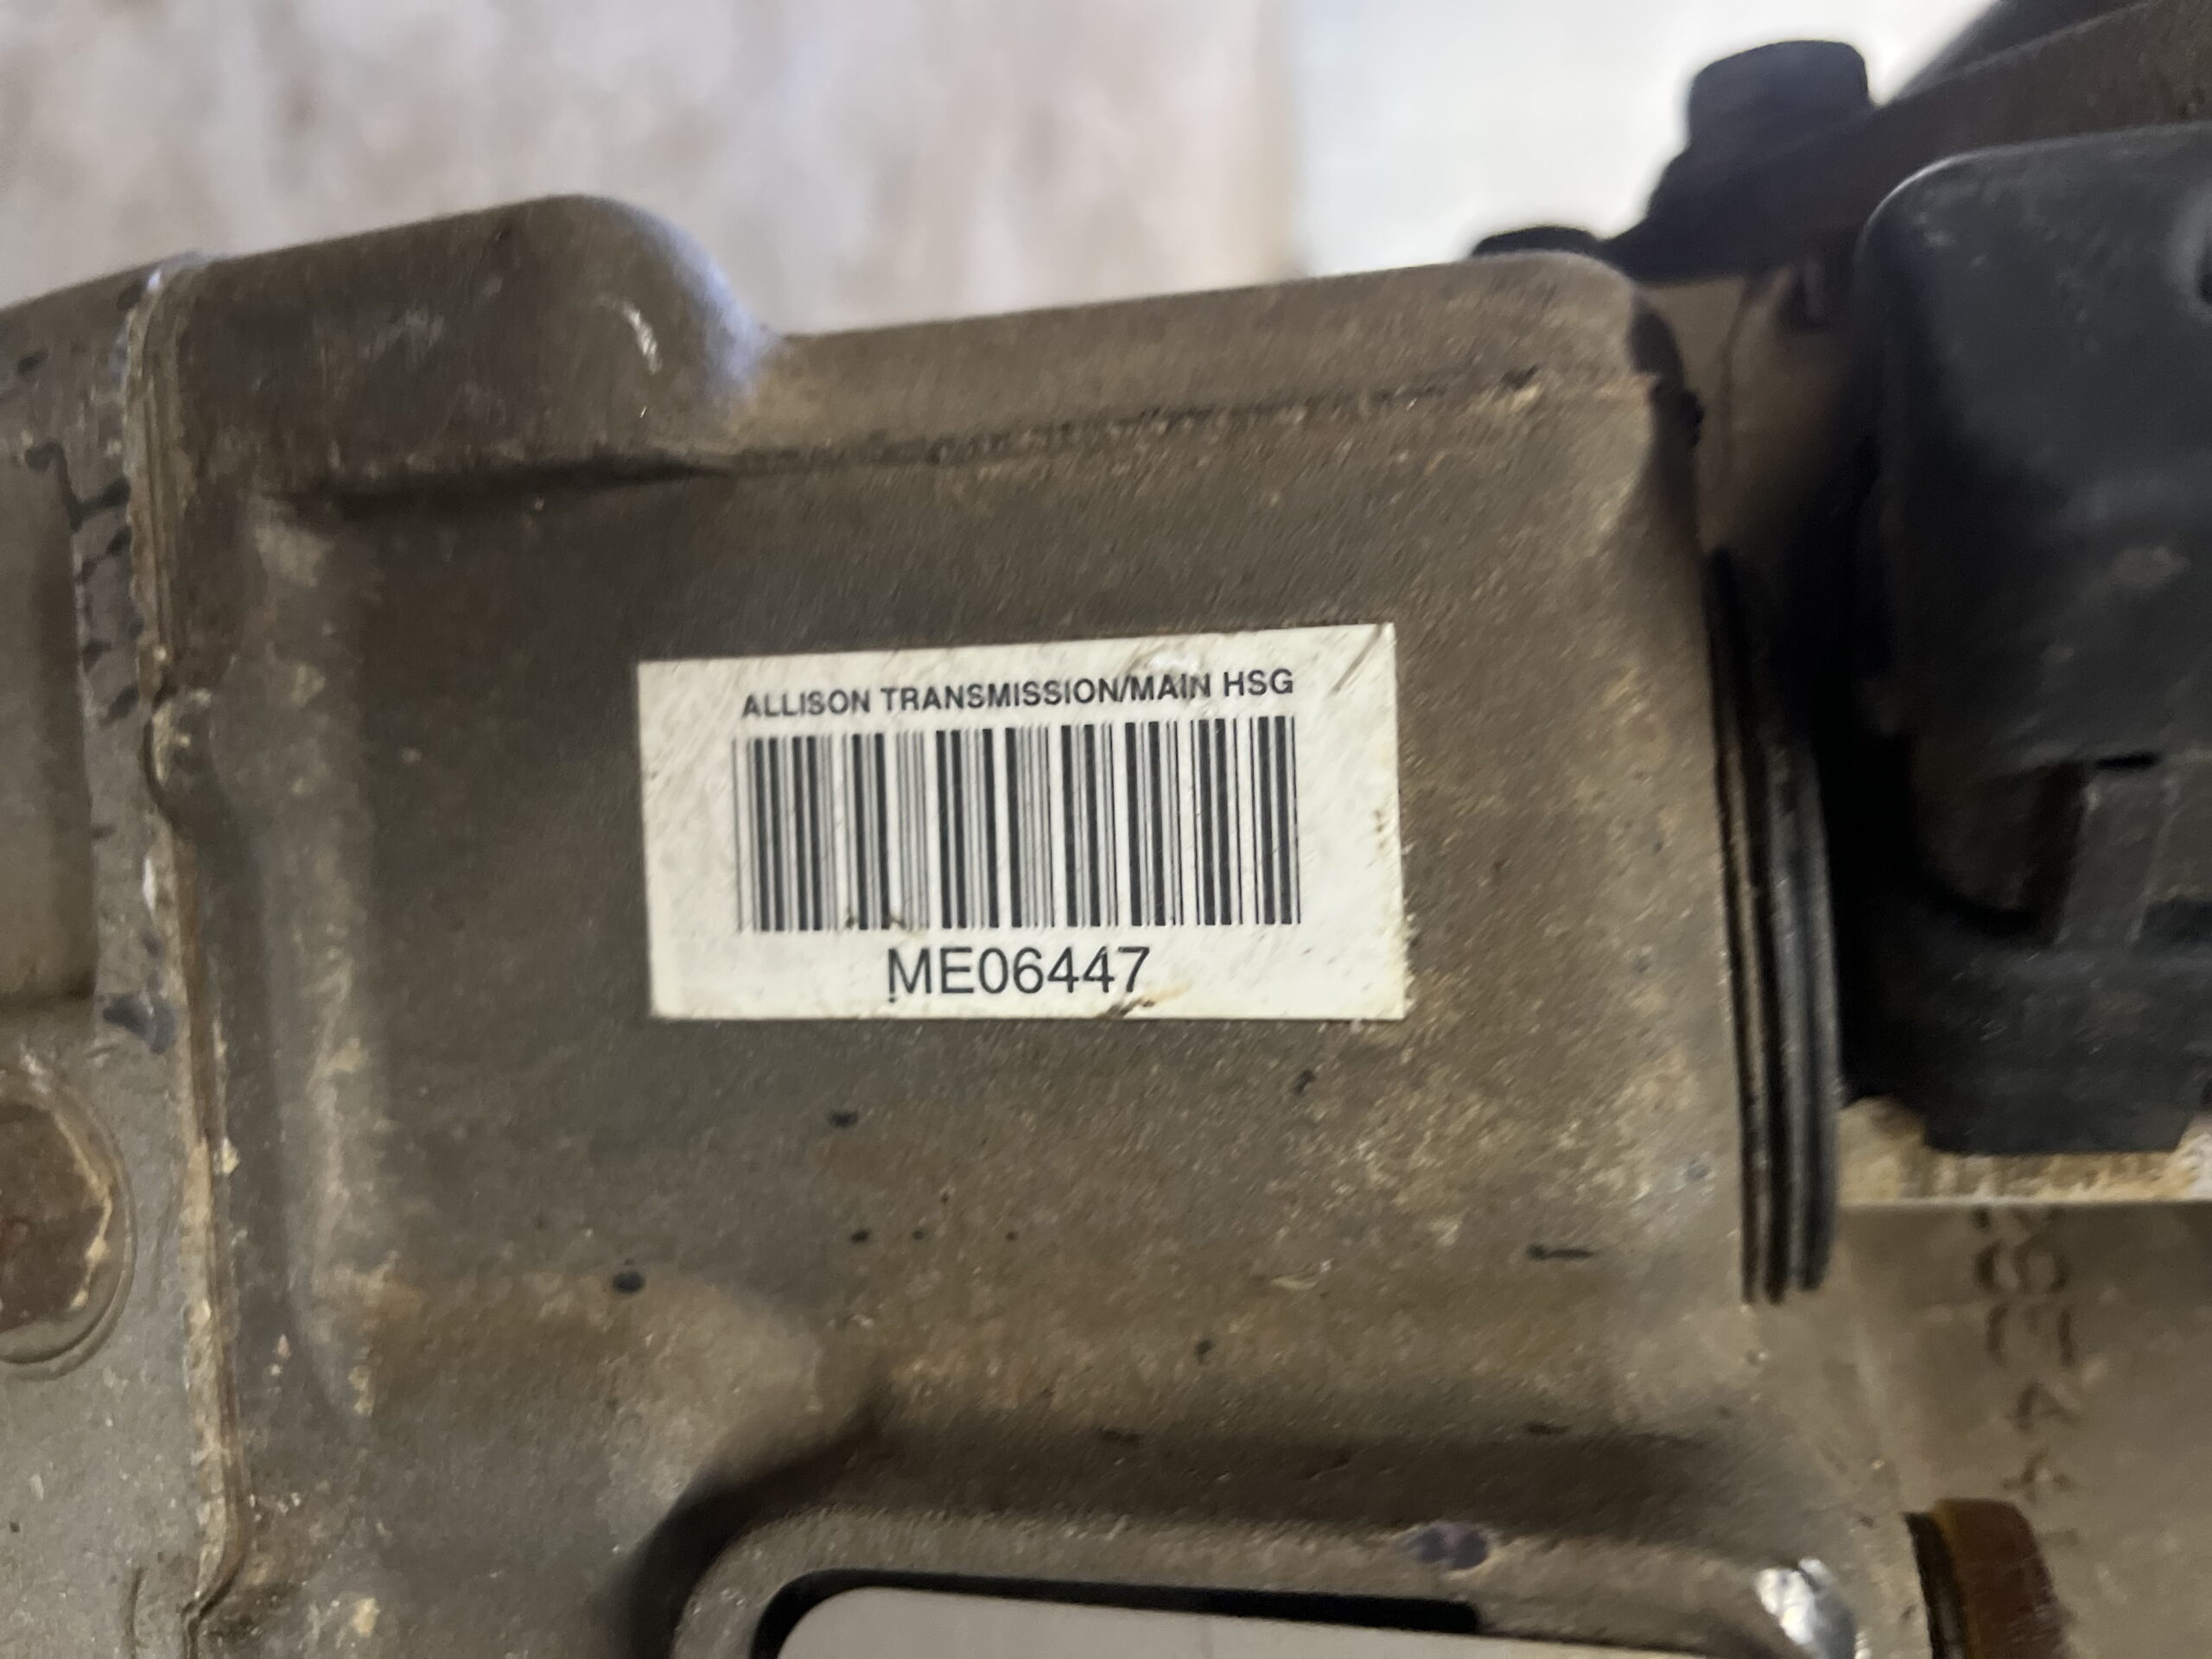 ALLISON TRANSMISSION/MAIN HSG
ME06447